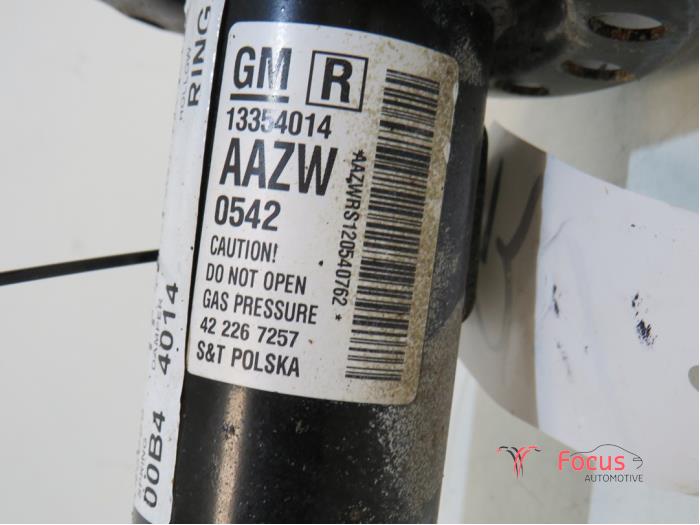 GM R
13354014
AAZW
0542
CAUTION!
DO NOT OPEN
GAS PRESSURE
42 226 7257
S&T POLSKA
*AAZWRS120540762*
RING
00B4 4014
Focus
AUTOMOTIVE